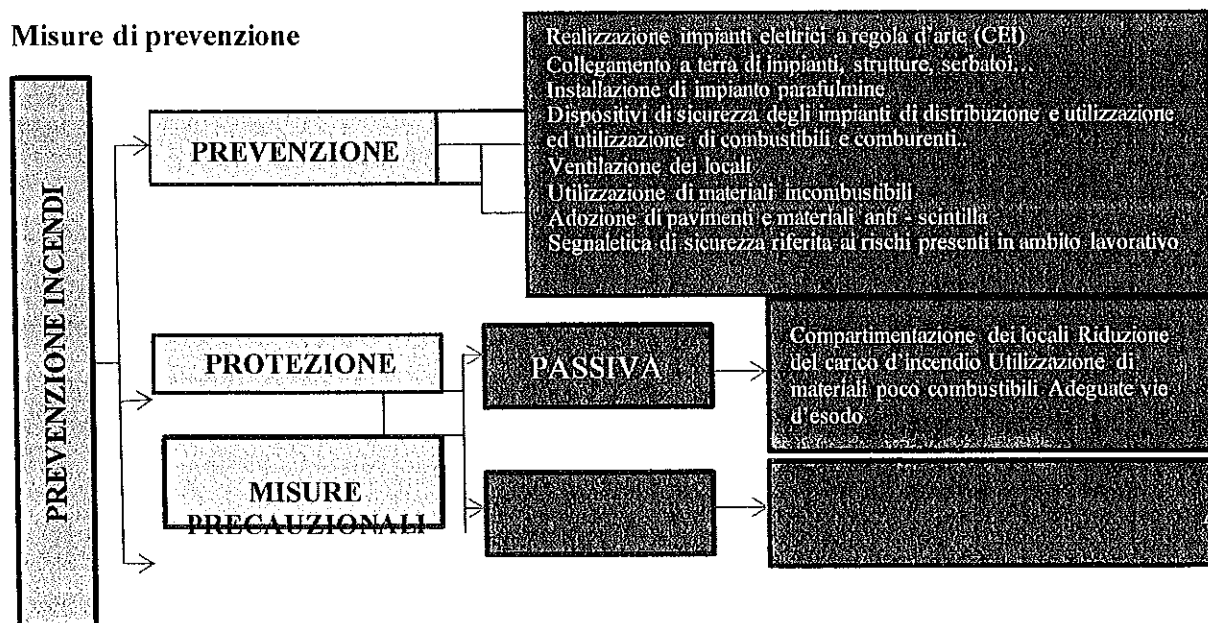 Misure di prevenzione
PREVENZIONE INCENDI
PREVENZIONE
Realizzazione impianti elettrici a regola d'arte (CEI)
Collegamento a terra di impianti, strutture, serbatoi...
Installazione di impianto parafulmine
Dispositivi di sicurezza degli impianti di distribuzione e utilizzazione
ed utilizzazione di combustibili e comburenti..
Ventilazione dei locali
Utilizzazione di materiali incombustibili
Adozione di pavimenti e materiali anti - scintilla
Segnaletica di sicurezza riferita ai rischi presenti in ambito lavorativo
PROTEZIONE
PASSIVA
Compartimentazione dei locali Riduzione
del carico d'incendio Utilizzazione di
materiali poco combustibili Adeguate vie
d'esodo
MISURE
PRECAUZIONALI